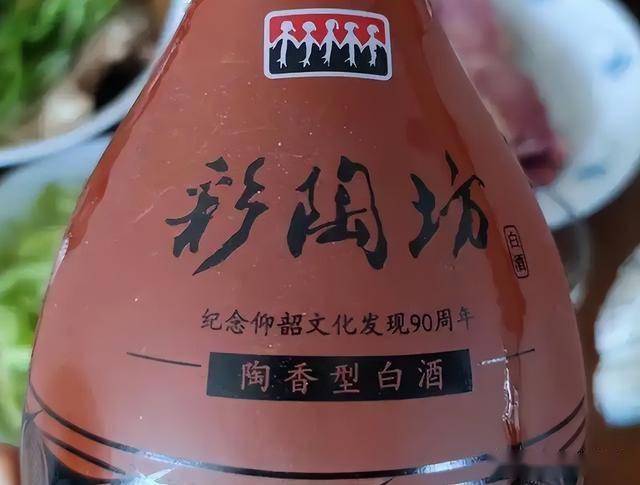 彩陶坊
白酒
纪念仰韶文化发现90周年
陶香型白酒